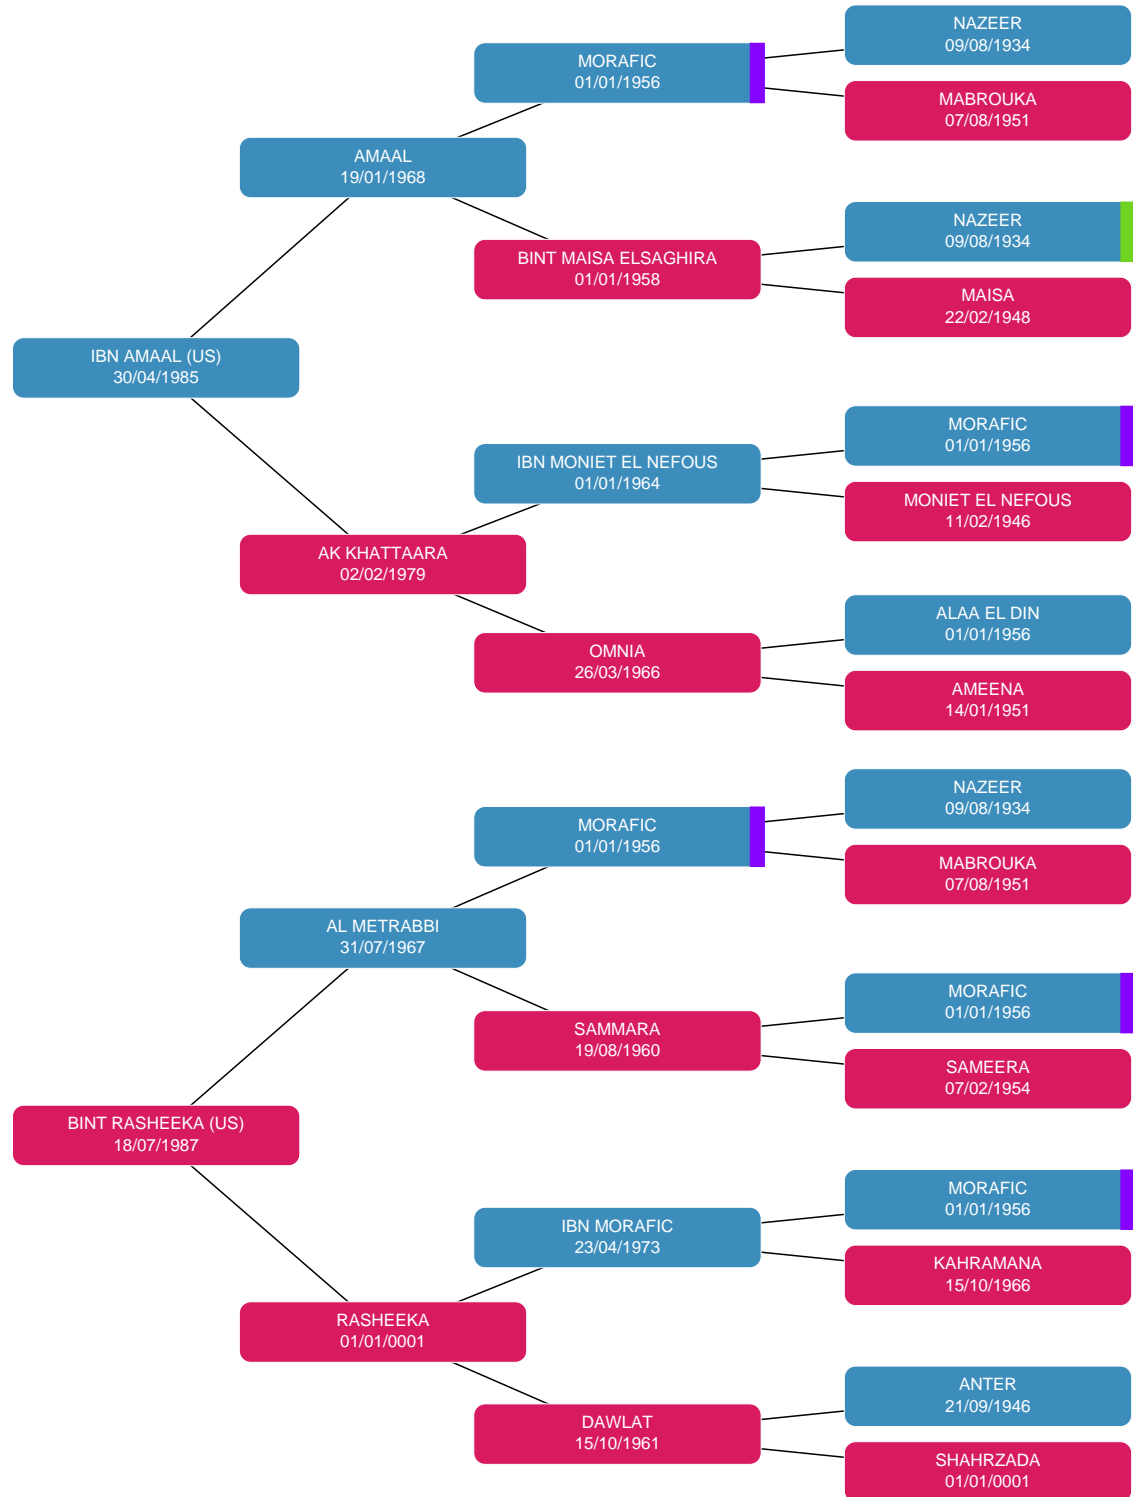 NAZEER
09/08/1934
MORAFIC
01/01/1956
MABROUKA
07/08/1951
AMAAL
19/01/1968
NAZEER
09/08/1934
BINT MAISA ELSAGHIRA
01/01/1958
MAISA
22/02/1948
IBN AMAAL (US)
30/04/1985
MORAFIC
01/01/1956
IBN MONIET EL NEFOUS
01/01/1964
MONIET EL NEFOUS
11/02/1946
AK KHATTAARA
02/02/1979
ALAA EL DIN
01/01/1956
OMNIA
26/03/1966
AMEENA
14/01/1951
NAZEER
09/08/1934
MORAFIC
01/01/1956
MABROUKA
07/08/1951
AL METRABBI
31/07/1967
MORAFIC
01/01/1956
SAMMARA
19/08/1960
SAMEERA
07/02/1954
BINT RASHEEKA (US)
18/07/1987
MORAFIC
01/01/1956
IBN MORAFIC
23/04/1973
KAHRAMANA
15/10/1966
RASHEEKA
01/01/0001
ANTER
21/09/1946
DAWLAT
15/10/1961
SHAHRZADA
01/01/0001